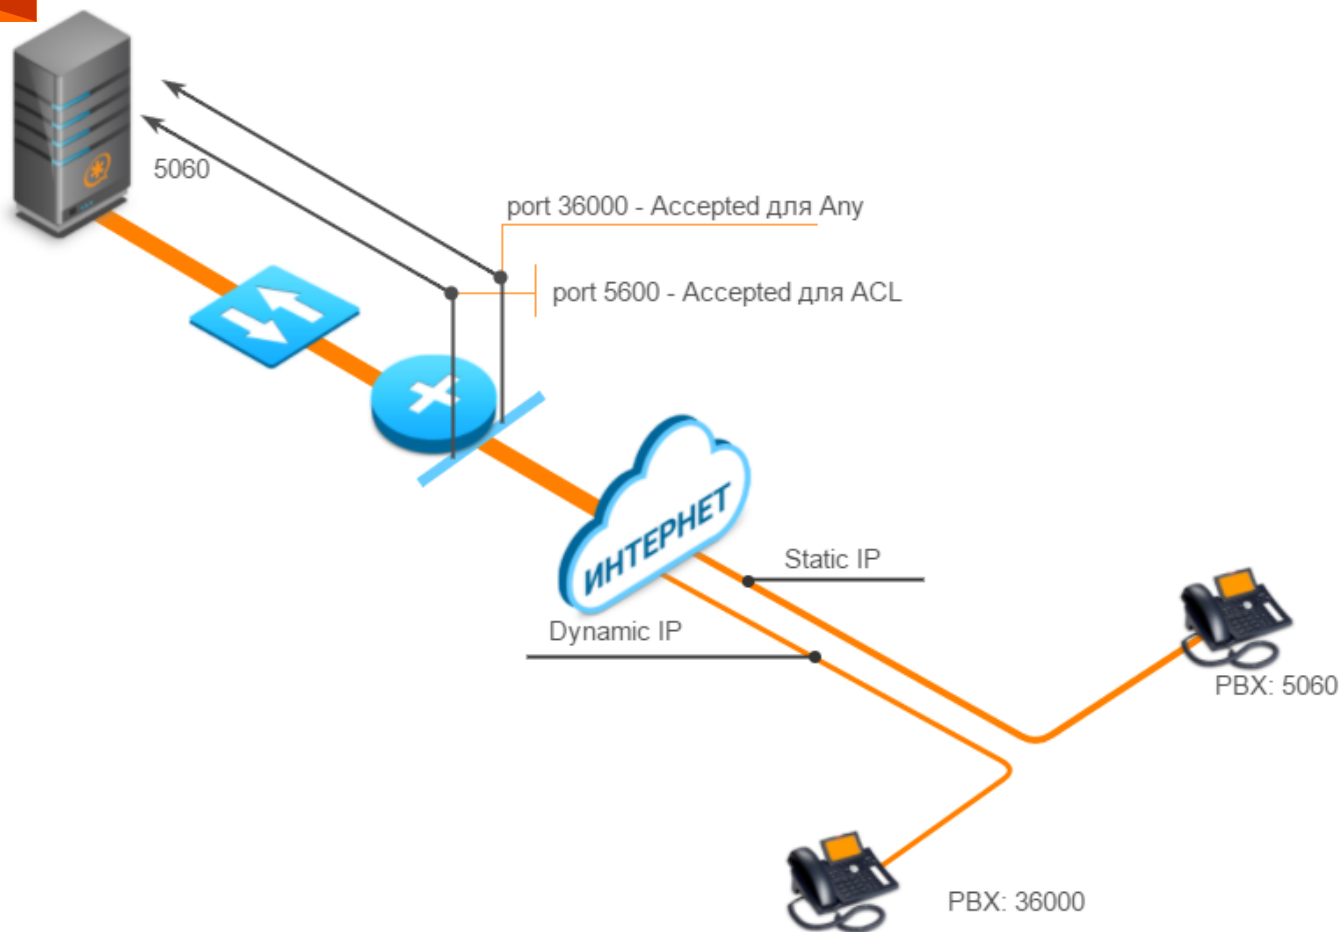 5060
port 36000 - Accepted для Any
port 5600 - Accepted для ACL
ИНТЕРНЕТ
Static IP
Dynamic IP
PBX: 5060
PBX: 36000